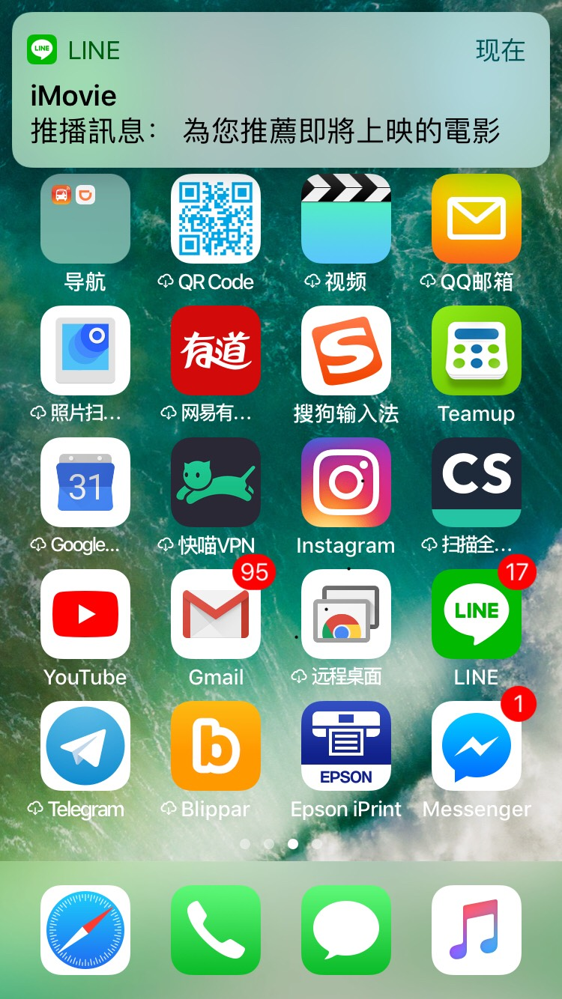 LINE 现在
iMovie
推播訊息： 為您推薦即將上映的電影
导航 QR Code 视频 QQ邮箱
有道 S
照片扫… 网易有… 搜狗输入法 Teamup
31 CS
Google… 快喵VPN Instagram 扫描全…
95 17
LINE
YouTube Gmail 远程桌面 LINE
1
b EPSON
Telegram Blippar Epson iPrint Messenger